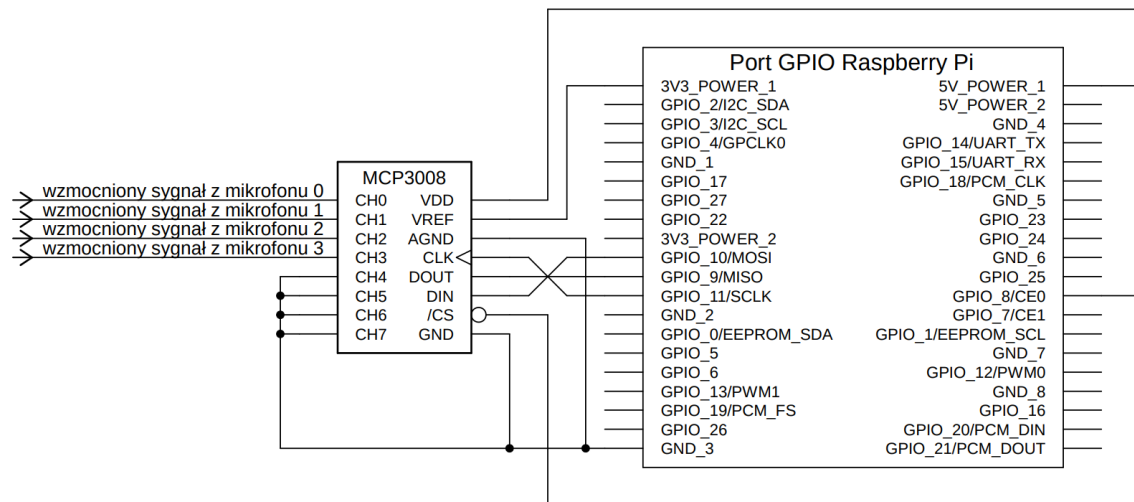 Port GPIO Raspberry Pi
3V3_POWER_1 5V_POWER_1
GPIO_2/I2C_SDA 5V_POWER_2
GPIO_3/I2C_SCL GND_4
GPIO_4/GPCLK0 GPIO_14/UART_TX
GND_1 GPIO_15/UART_RX
GPIO_17 GPIO_18/PCM_CLK
GPIO_27 GND_5
GPIO_22 GPIO_23
3V3_POWER_2 GPIO_24
GPIO_10/MOSI GND_6
GPIO_9/MISO GPIO_25
GPIO_11/SCLK GPIO_8/CE0
GND_2 GPIO_7/CE1
GPIO_0/EEPROM_SDA GPIO_1/EEPROM_SCL
GPIO_5 GND_7
GPIO_6 GPIO_12/PWM0
GPIO_13/PWM1 GND_8
GPIO_19/PCM_FS GPIO_16
GPIO_26 GPIO_20/PCM_DIN
GND_3 GPIO_21/PCM_DOUT
MCP3008
wzmocniony sygnał z mikrofonu 0 CH0 VDD
wzmocniony sygnał z mikrofonu 1 CH1 VREF
wzmocniony sygnał z mikrofonu 2 CH2 AGND
wzmocniony sygnał z mikrofonu 3 CH3 CLK
CH4 DOUT
CH5 DIN
CH6 /CS
CH7 GND